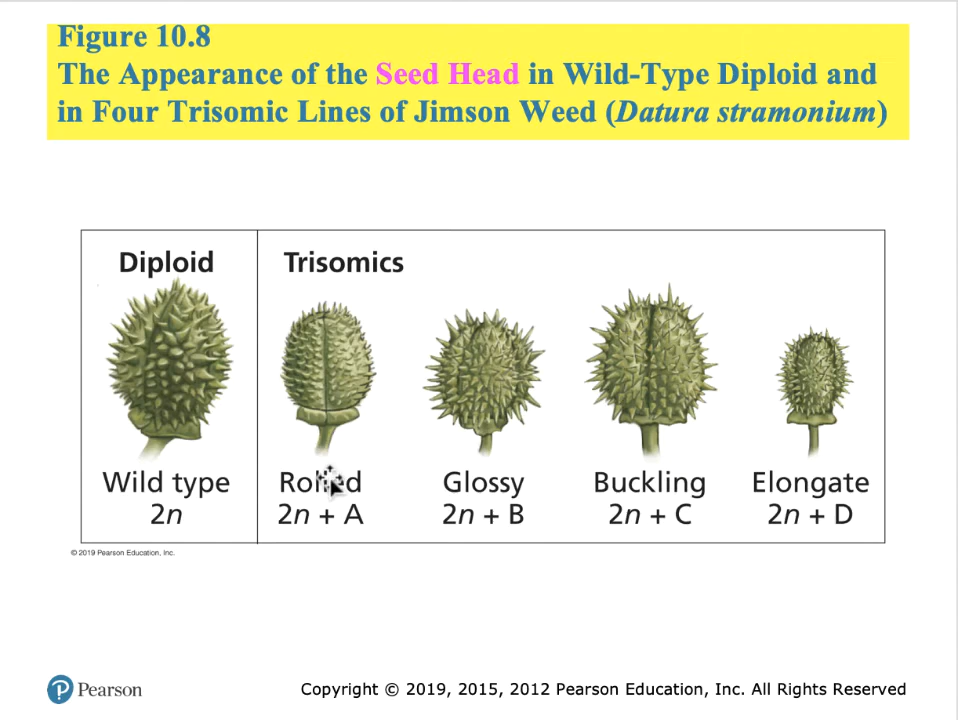 Figure 10.8
The Appearance of the Seed Head in Wild-Type Diploid and
in Four Trisomic Lines of Jimson Weed (Datura stramonium)
Diploid
Trisomics
Wild type
2n
Rolled
2n + A
Glossy
2n + B
Buckling
2n + C
Elongate
2n + D
© 2019 Pearson Education, Inc.
Pearson
Copyright © 2019, 2015, 2012 Pearson Education, Inc. All Rights Reserved